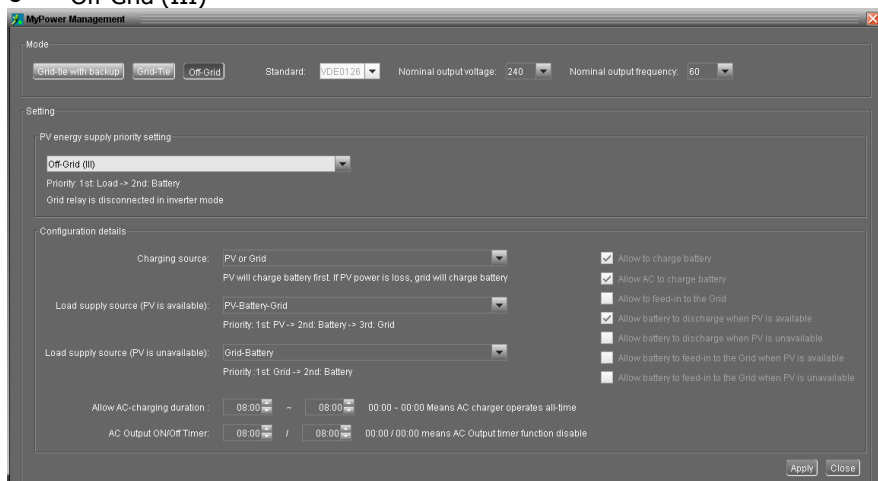 Off-Grid (III)
MyPower Management
Mode
Grid-tie with backup Grid-Tie Off-Grid Standard: VDE0126 Nominal output voltage: 240 Nominal output frequency: 60
Setting
PV energy supply priority setting
Off-Grid (III)
Priority: 1st: Load -> 2nd: Battery
Grid relay is disconnected in inverter mode
Configuration details
Charging source: PV or Grid
PV will charge battery first. If PV power is loss, grid will charge battery
Load supply source (PV is available): PV-Battery-Grid
Priority: 1st: PV -> 2nd: Battery -> 3rd: Grid
Load supply source (PV is unavailable): Grid-Battery
Priority :1st: Grid -> 2nd: Battery
Allow to charge battery
Allow AC to charge battery
Allow to feed-in to the Grid
Allow battery to discharge when PV is available
Allow battery to discharge when PV is unavailable
Allow battery to feed-in to the Grid when PV is available
Allow battery to feed-in to the Grid when PV is unavailable
Allow AC-charging duration : 08:00 ~ 08:00 00:00 - 00:00 Means AC charger operates all-time
AC Output ON/Off Timer: 08:00 / 08:00 00:00 / 00:00 means AC Output timer function disable
Apply Close